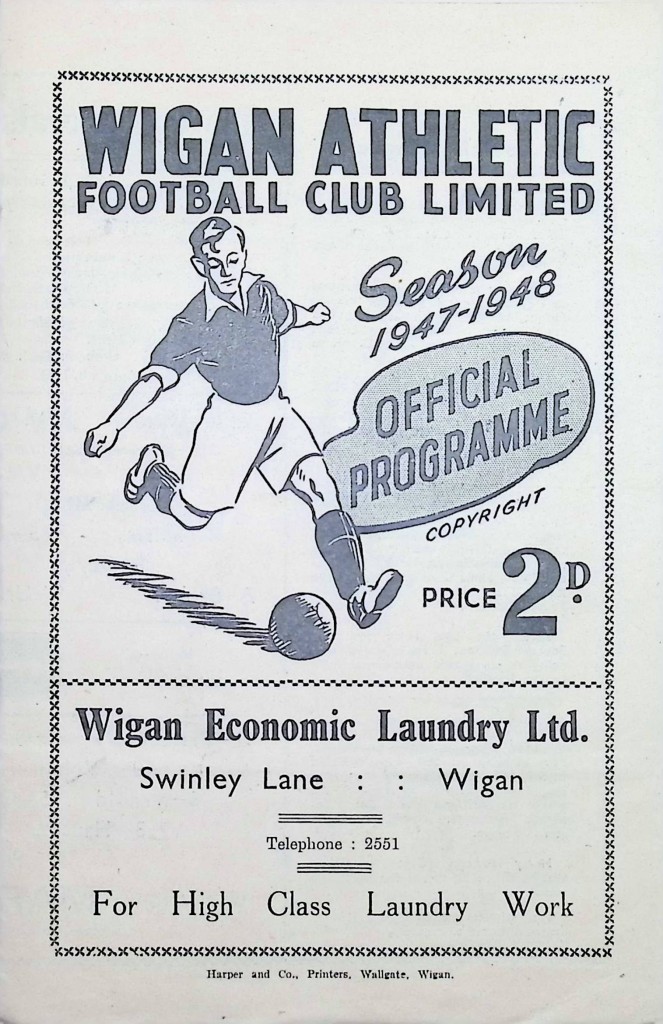 WIGAN ATHLETIC
FOOTBALL CLUB LIMITED
Season
1947-1948
OFFICIAL
PROGRAMME
COPYRIGHT
PRICE 2D.
Wigan Economic Laundry Ltd.
Swinley Lane : : Wigan
Telephone : 2551
For High Class Laundry Work
Harper and Co., Printers, Wallgate, Wigan.